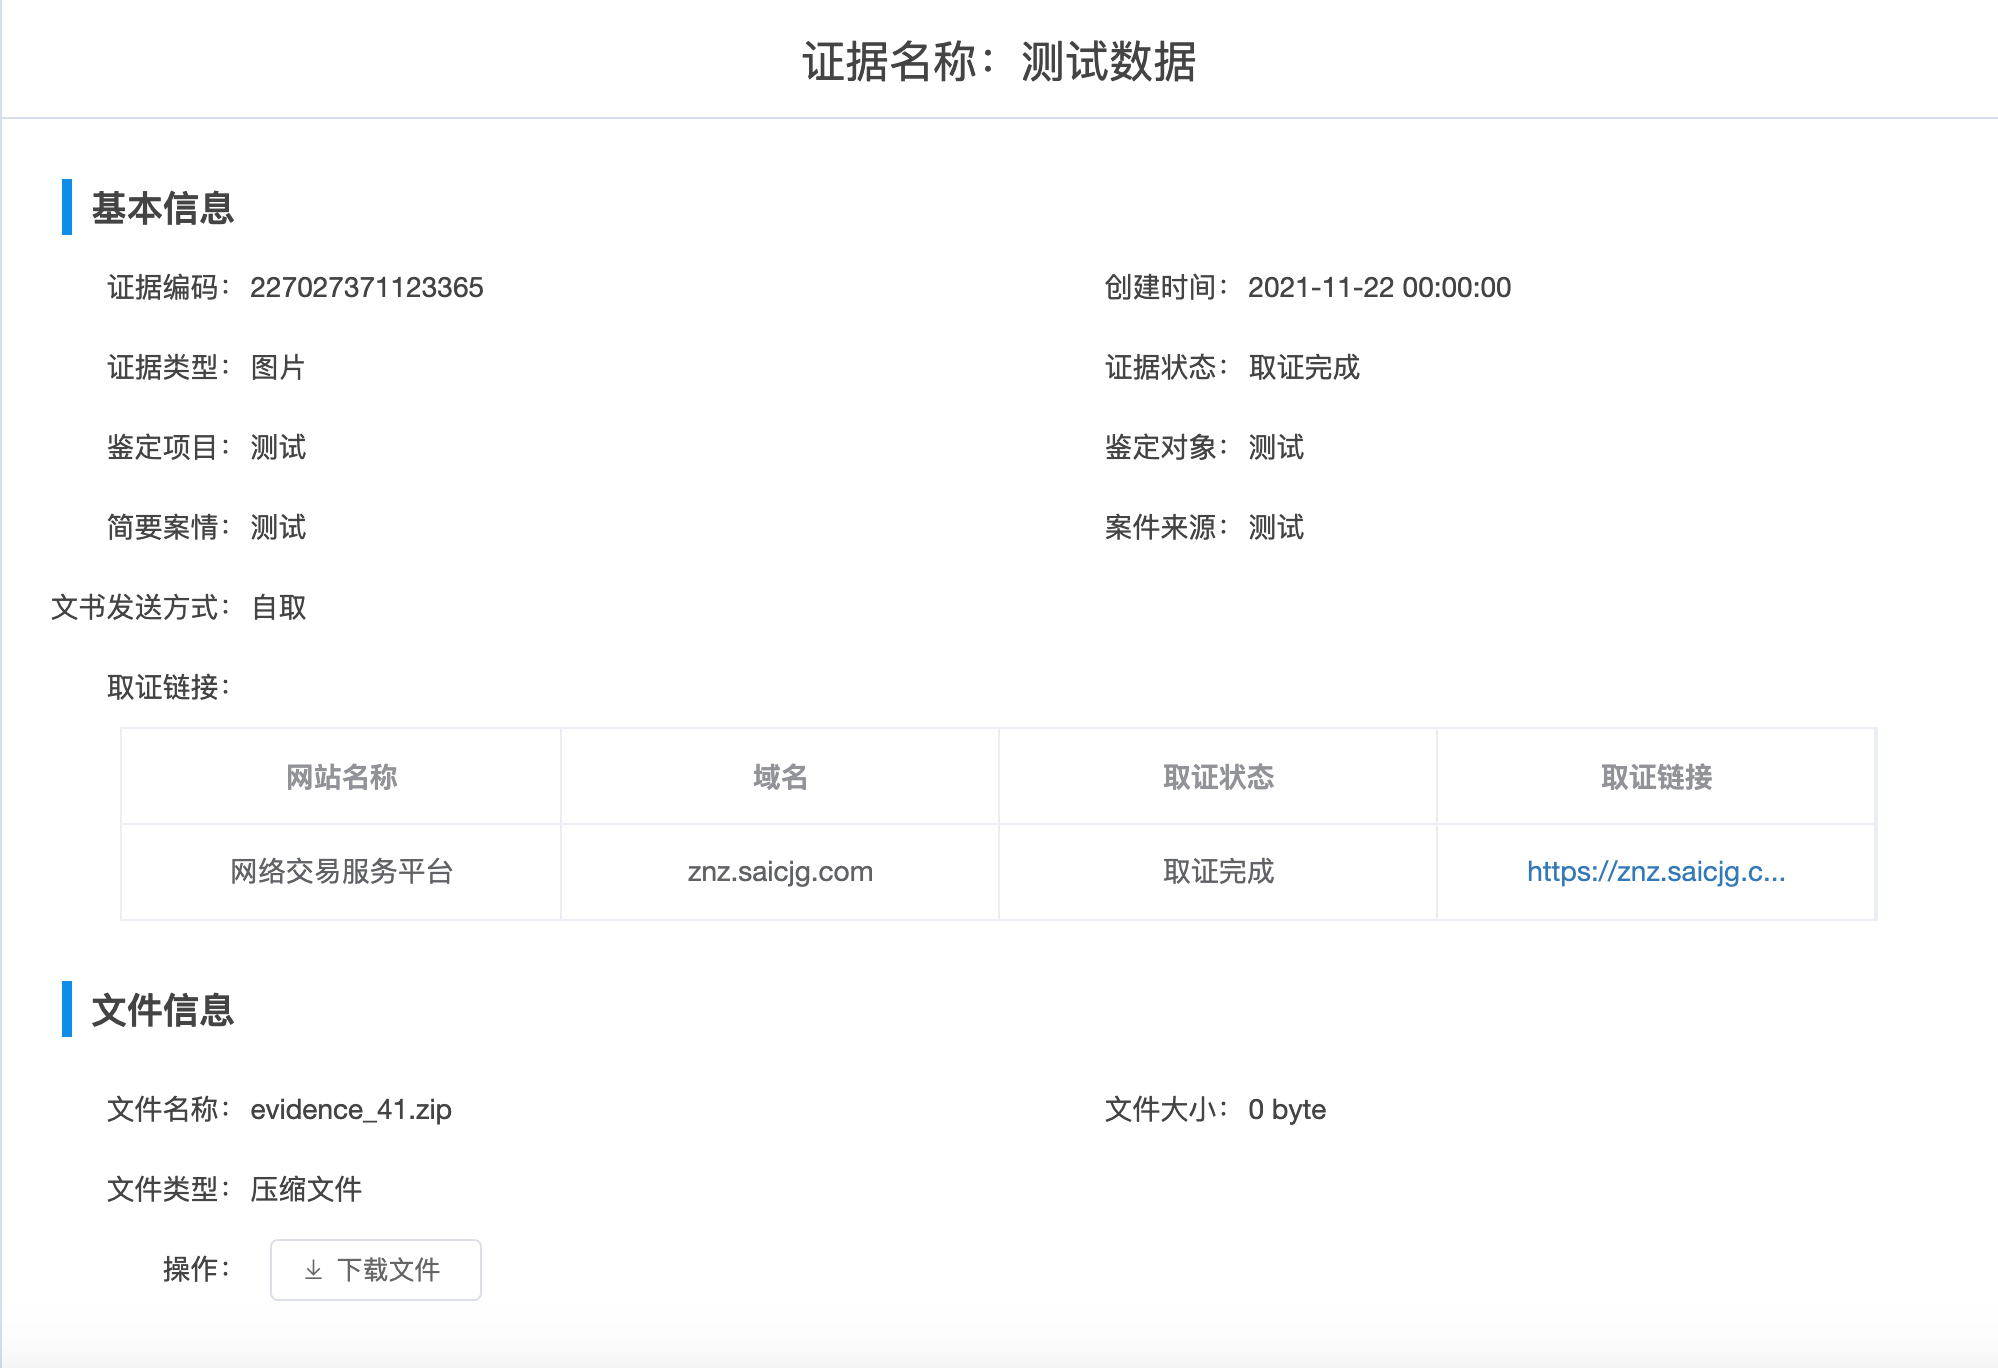 证据名称：测试数据
基本信息
证据编码：227027371123365 创建时间：2021-11-22 00:00:00
证据类型：图片 证据状态：取证完成
鉴定项目：测试 鉴定对象：测试
简要案情：测试 案件来源：测试
文书发送方式：自取
取证链接：
网站名称 域名 取证状态 取证链接
网络交易服务平台 znz.saicjg.com 取证完成 https://znz.saicjg.c...
文件信息
文件名称：evidence_41.zip 文件大小：0 byte
文件类型：压缩文件
操作： 下载文件